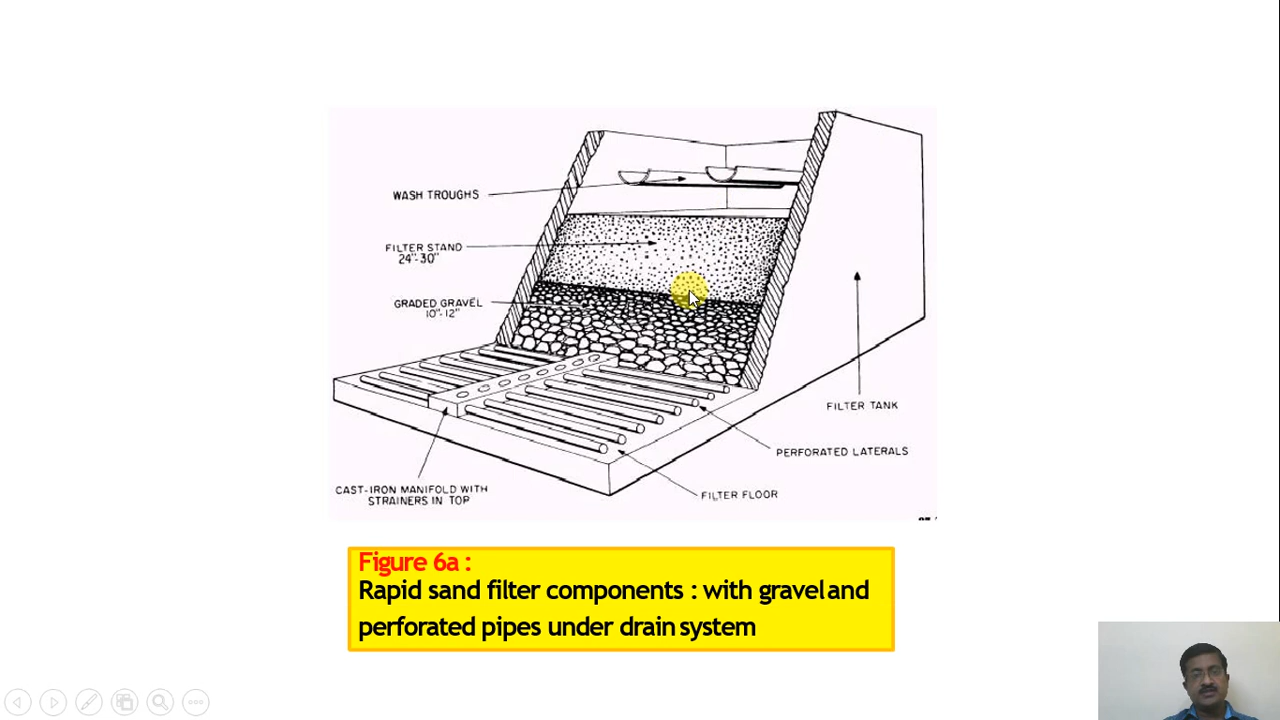 WASH TROUGHS
FILTER STAND
24"-30"
GRADED GRAVEL
10"-12"
FILTER TANK
PERFORATED LATERALS
CAST-IRON MANIFOLD WITH
STRAINERS IN TOP
FILTER FLOOR
Figure 6a :
Rapid sand filter components : with gravel and
perforated pipes under drain system